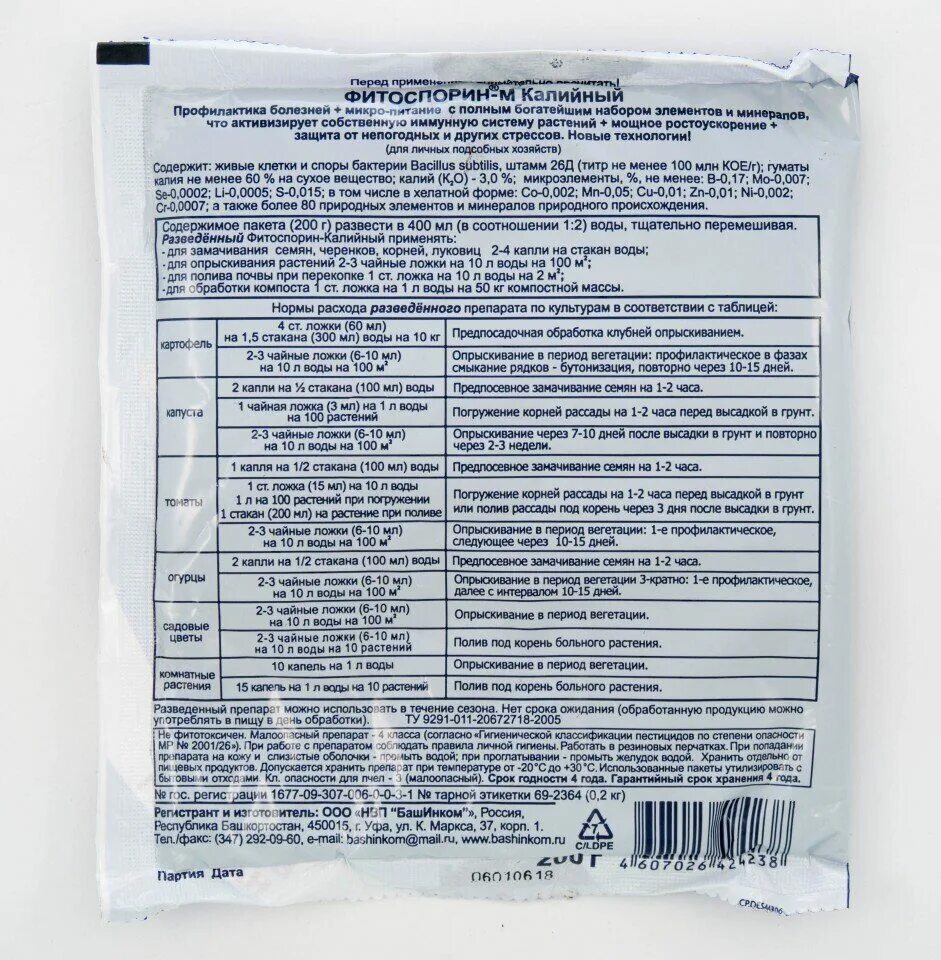 Перед применением внимательно прочитать!
ФИТОСПОРИН®-М Калийный
Профилактика болезней + микро-питание с полным богатейшим набором элементов и минералов,
что активизирует собственную иммунную систему растений + мощное ростоускорение +
защита от непогодных и других стрессов. Новые технологии!
(для личных подсобных хозяйств)
Содержит: живые клетки и споры бактерии Bacillus subtilis, штамм 26Д (титр не менее 100 млн КОЕ/г); гуматы
калия не менее 60 % на сухое вещество; калий (K₂O) - 3,0 %; микроэлементы, %, не менее: B-0,17; Mo-0,007;
Se-0,0002; Li-0,0005; S-0,015; в том числе в хелатной форме: Co-0,002; Mn-0,05; Cu-0,01; Zn-0,01; Ni-0,002;
Cr-0,0007; а также более 80 природных элементов и минералов природного происхождения.
Содержимое пакета (200 г) развести в 400 мл (в соотношении 1:2) воды, тщательно перемешивая.
Разведённый Фитоспорин-Калийный применять:
-для замачивания семян, черенков, корней, луковиц 2-4 капли на стакан воды;
-для опрыскивания растений 2-3 чайные ложки на 10 л воды на 100 м²;
-для полива почвы при перекопке 1 ст. ложка на 10 л воды на 2 м²;
-для обработки компоста 1 ст. ложка на 1 л воды на 50 кг компостной массы.
Нормы расхода разведённого препарата по культурам в соответствии с таблицей:
картофель
4 ст. ложки (60 мл)
на 1,5 стакана (300 мл) воды на 10 кг
Предпосадочная обработка клубней опрыскиванием.
2-3 чайные ложки (6-10 мл)
на 10 л воды на 100 м²
Опрыскивание в период вегетации: профилактическое в фазах
смыкание рядков - бутонизация, повторно через 10-15 дней.
капуста
2 капли на ½ стакана (100 мл) воды
Предпосевное замачивание семян на 1-2 часа.
1 чайная ложка (3 мл) на 1 л воды
на 100 растений
Погружение корней рассады на 1-2 часа перед высадкой в грунт.
2-3 чайные ложки (6-10 мл)
на 10 л воды на 100 м²
Опрыскивание через 7-10 дней после высадки в грунт и повторно
через 2-3 недели.
томаты
1 капля на 1/2 стакана (100 мл) воды
Предпосевное замачивание семян на 1-2 часа.
1 ст. ложка (15 мл) на 10 л воды
1 л на 100 растений при погружении
1 стакан (200 мл) на растение при поливе
Погружение корней рассады на 1-2 часа перед высадкой в грунт
или полив рассады под корень через 3 дня после высадки в грунт.
2-3 чайные ложки (6-10 мл)
на 10 л воды на 100 м²
Опрыскивание в период вегетации: 1-е профилактическое,
следующее через 10-15 дней.
огурцы
2 капли на 1/2 стакана (100 мл) воды
Предпосевное замачивание семян на 1-2 часа.
2-3 чайные ложки (6-10 мл)
на 10 л воды на 100 м²
Опрыскивание в период вегетации 3-кратно: 1-е профилактическое,
далее с интервалом 10-15 дней.
садовые
цветы
2-3 чайные ложки (6-10 мл)
на 10 л воды на 100 м²
Опрыскивание в период вегетации.
2-3 чайные ложки (6-10 мл)
на 10 л воды на 10 растений
Полив под корень больного растения.
комнатные
растения
10 капель на 1 л воды
Опрыскивание в период вегетации.
15 капель на 1 л воды на 10 растений
Полив под корень больного растения.
Разведенный препарат можно использовать в течение сезона. Нет срока ожидания (обработанную продукцию можно
употреблять в пищу в день обработки). ТУ 9291-011-20672718-2005
Не фитотоксичен. Малоопасный препарат - 4 класса (согласно «Гигиенической классификации пестицидов по степени опасности
МР № 2001/26»). При работе с препаратом соблюдать правила личной гигиены. Работать в резиновых перчатках. При попадании
препарата на кожу и слизистые оболочки - промыть водой; при проглатывании - промыть желудок водой. Хранить отдельно от
пищевых продуктов. Допускается хранить препарат при температуре от -20°С до +30°С. Использованные пакеты утилизировать с
бытовыми отходами. Кл. опасности для пчел - 3 (малоопасный). Срок годности 4 года. Гарантийный срок хранения 4 года.
№ гос. регистрации 1677-09-307-006-0-0-3-1 № тарной этикетки 69-2364 (0,2 кг)
Регистрант и изготовитель: ООО «НВП "БашИнком"», Россия,
Республика Башкортостан, 450015, г. Уфа, ул. К. Маркса, 37, корп. 1.
Тел./факс: (347) 292-09-60, e-mail: bashinkom@mail.ru, www.bashinkom.ru
7
C/LDPE
200 г
4 607026 424238
Партия Дата
06010618